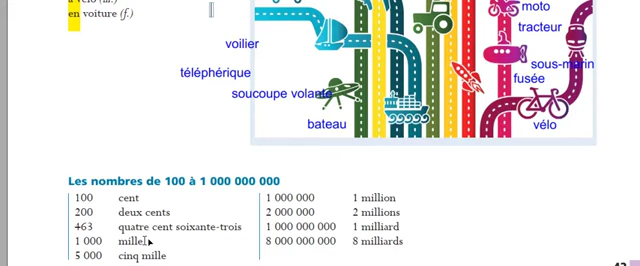 en voiture (f.)
moto
tracteur
voilier
sous-marin
téléphérique
fusée
soucoupe volante
bateau
vélo
Les nombres de 100 à 1 000 000 000
100 cent
200 deux cents
463 quatre cent soixante-trois
1 000 mille
5 000 cinq mille
1 000 000 1 million
2 000 000 2 millions
1 000 000 000 1 milliard
8 000 000 000 8 milliards